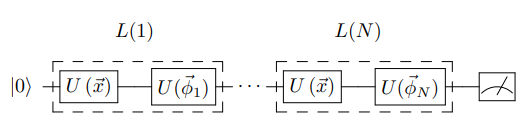 L(1) L(N)
|0⟩ U(x⃗) U(ϕ⃗₁) ··· U(x⃗) U(ϕ⃗_N)